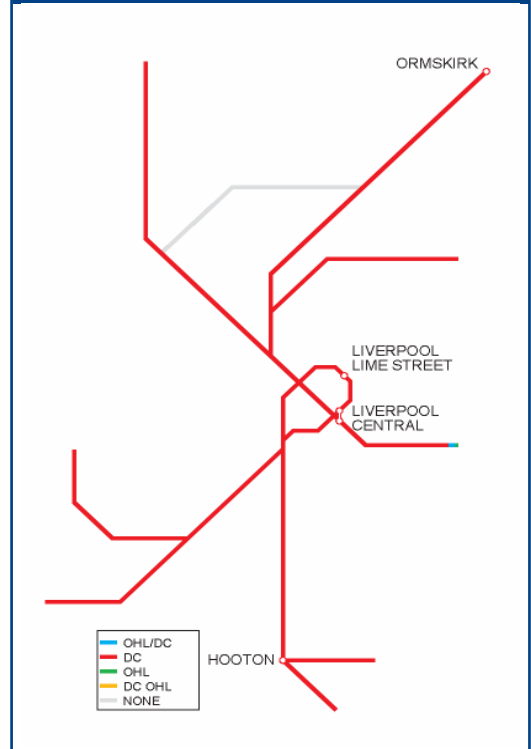 ORMSKIRK
LIVERPOOL
LIME STREET
LIVERPOOL
CENTRAL
HOOTON
OHL/DC
DC
OHL
DC OHL
NONE